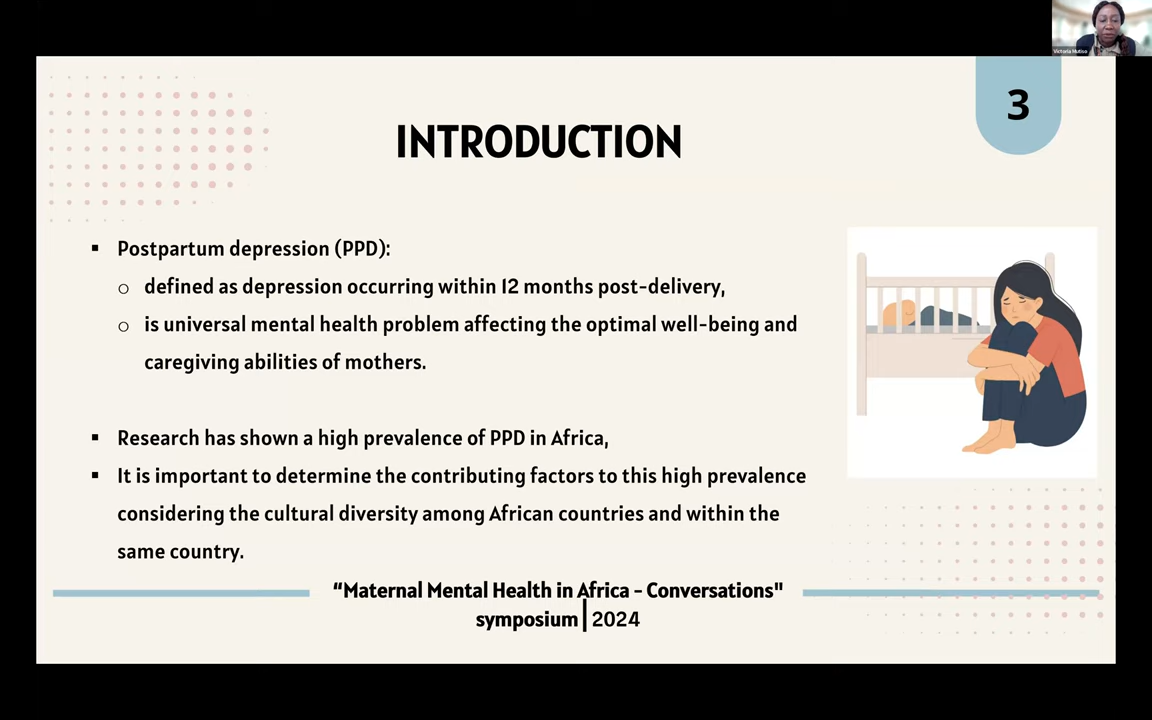 Victoria Mutiso
3
INTRODUCTION
▪ Postpartum depression (PPD):
o defined as depression occurring within 12 months post-delivery,
o is universal mental health problem affecting the optimal well-being and
caregiving abilities of mothers.
▪ Research has shown a high prevalence of PPD in Africa,
▪ It is important to determine the contributing factors to this high prevalence
considering the cultural diversity among African countries and within the
same country.
“Maternal Mental Health in Africa - Conversations"
symposium | 2024